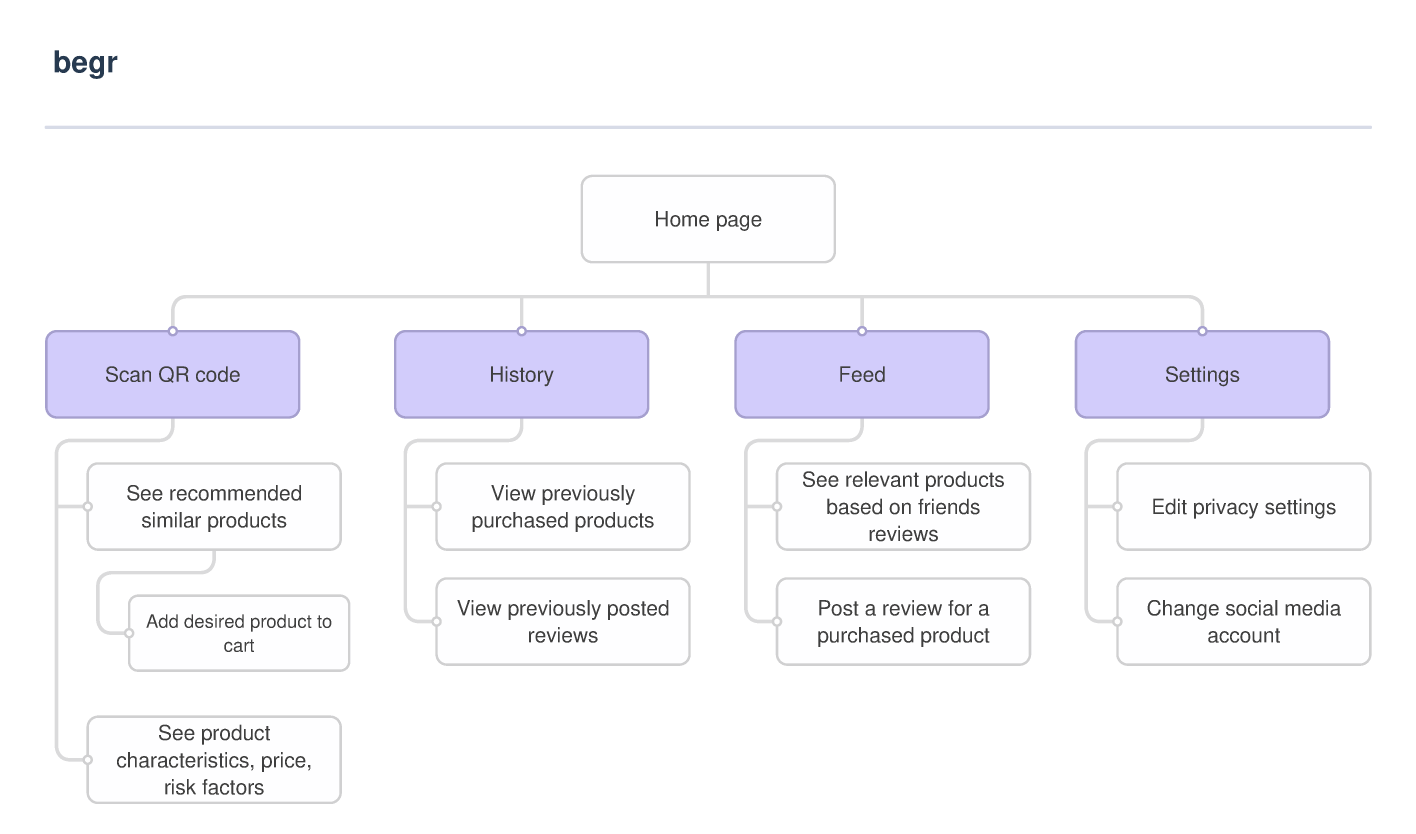 begr
Home page
Scan QR code
History
Feed
Settings
See recommended
similar products
Add desired product to
cart
See product
characteristics, price,
risk factors
View previously
purchased products
View previously posted
reviews
See relevant products
based on friends
reviews
Post a review for a
purchased product
Edit privacy settings
Change social media
account